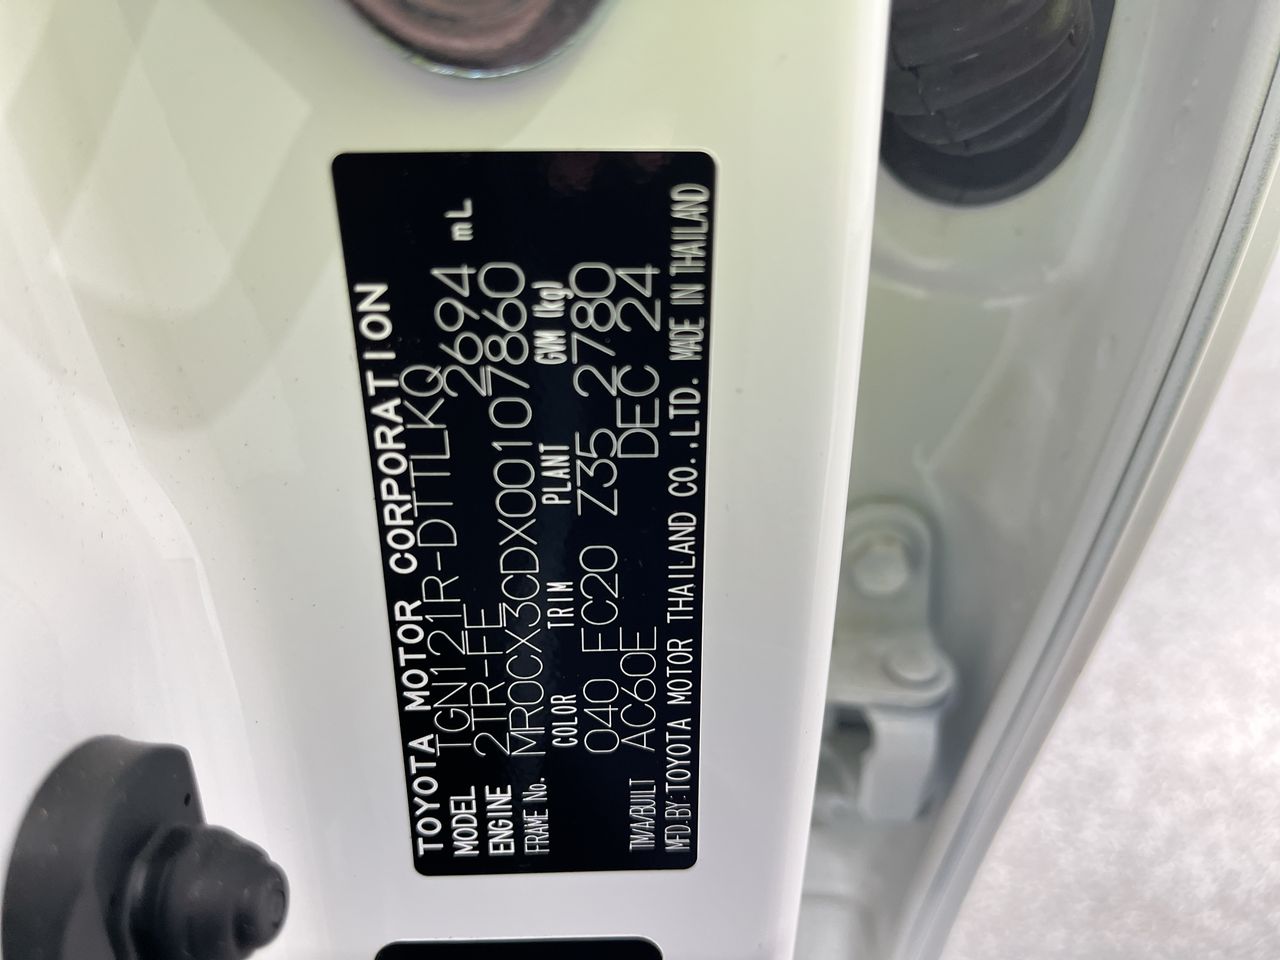 TOYOTA MOTOR CORPORATION
MODEL TGN121R-DTTLKQ
ENGINE 2TR-FE 2694 mL
FRAME No. MR0CX3CDX00107860
COLOR TRIM PLANT GVM (kg)
040 FC20 Z35 2780
TM/A/BUILT AC60E DEC 24
MFD.BY:TOYOTA MOTOR THAILAND CO.,LTD. MADE IN THAILAND